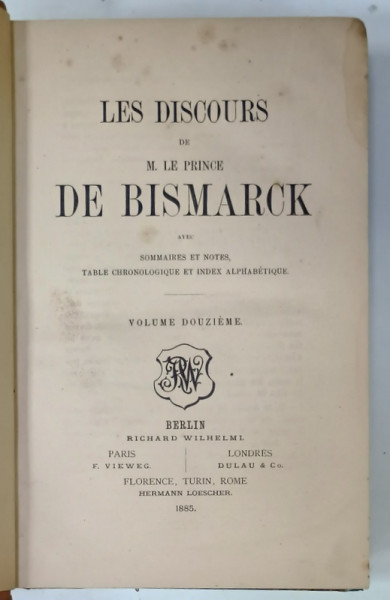 LES DISCOURS
DE
M. LE PRINCE
DE BISMARCK
AVEC
SOMMAIRES ET NOTES,
TABLE CHRONOLOGIQUE ET INDEX ALPHABÉTIQUE.
VOLUME DOUZIÈME.
RW
BERLIN
RICHARD WILHELMI.
PARIS LONDRES
F. VIEWEG. DULAU & Co.
FLORENCE, TURIN, ROME
HERMANN LOESCHER.
1885.